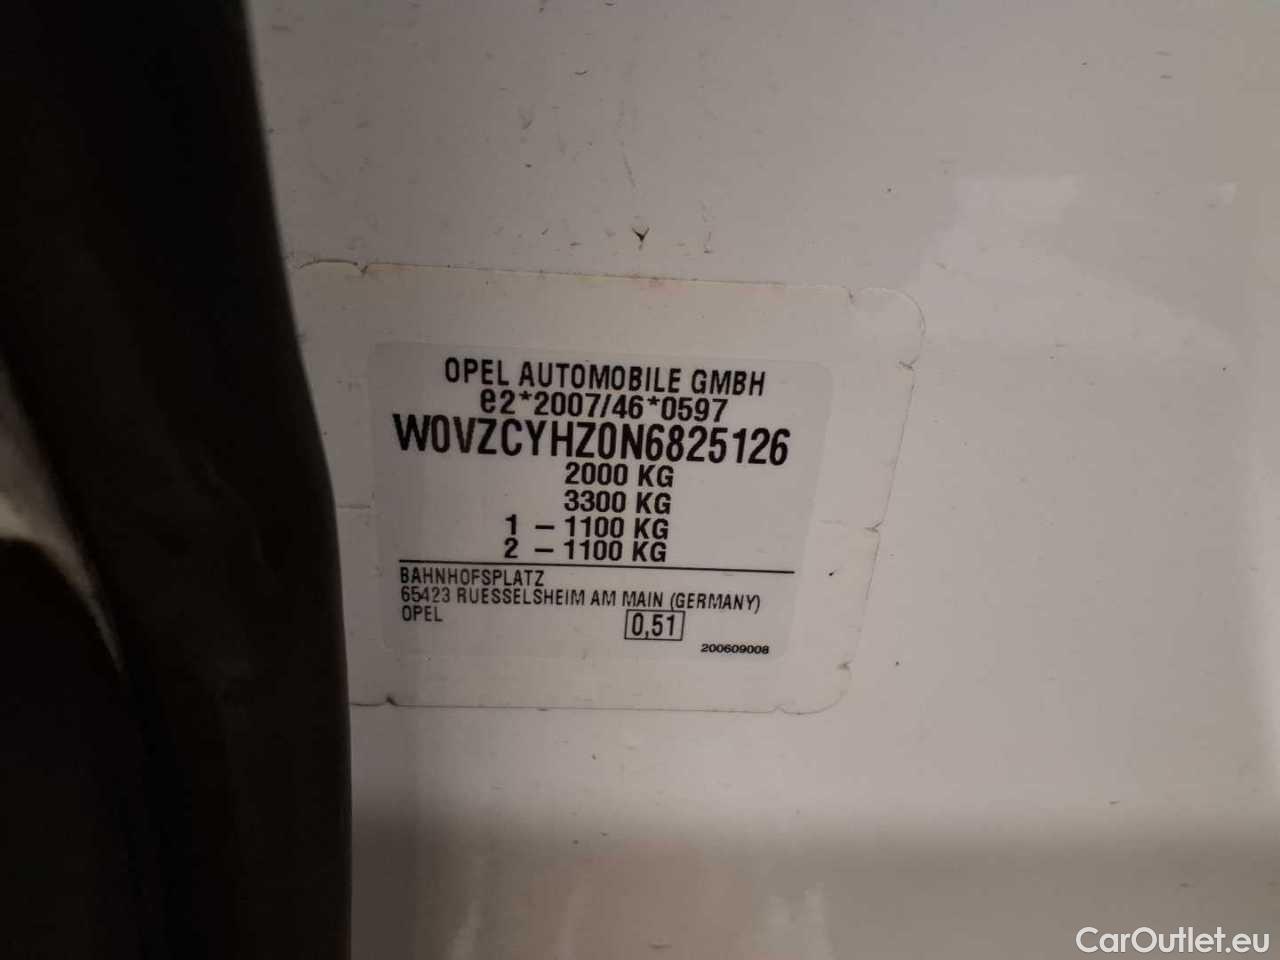 OPEL AUTOMOBILE GMBH
e2*2007/46*0597
W0VZCYHZ0N6825126
2000 KG
3300 KG
1 - 1100 KG
2 - 1100 KG
BAHNHOFSPLATZ
65423 RUESSELSHEIM AM MAIN (GERMANY)
OPEL
0,51
200609008
CarOutlet.eu